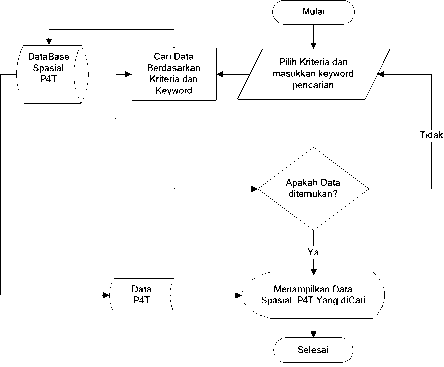 Mulai
DataBase
Spasial
P4T
Cari Data
Berdasarkan
Kriteria dan
Keyword
Pilih Kriteria dan
masukkan keyword
pencarian
Tidak
Apakah Data
ditemukan?
Ya
Data
P4T
Menampilkan Data
Spasial P4T Yang diCari
Selesai